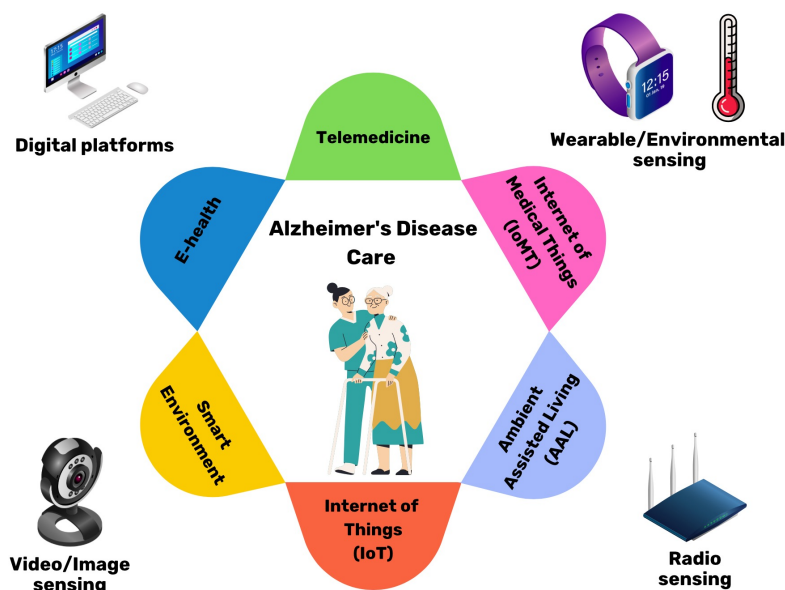 Digital platforms
Telemedicine
Wearable/Environmental
sensing
E-health
Internet of
Medical Things
(IoMT)
Alzheimer's Disease
Care
12:15
Smart
Environment
Ambient
Assisted Living
(AAL)
Internet of
Things
(IoT)
Video/Image
sensing
Radio
sensing